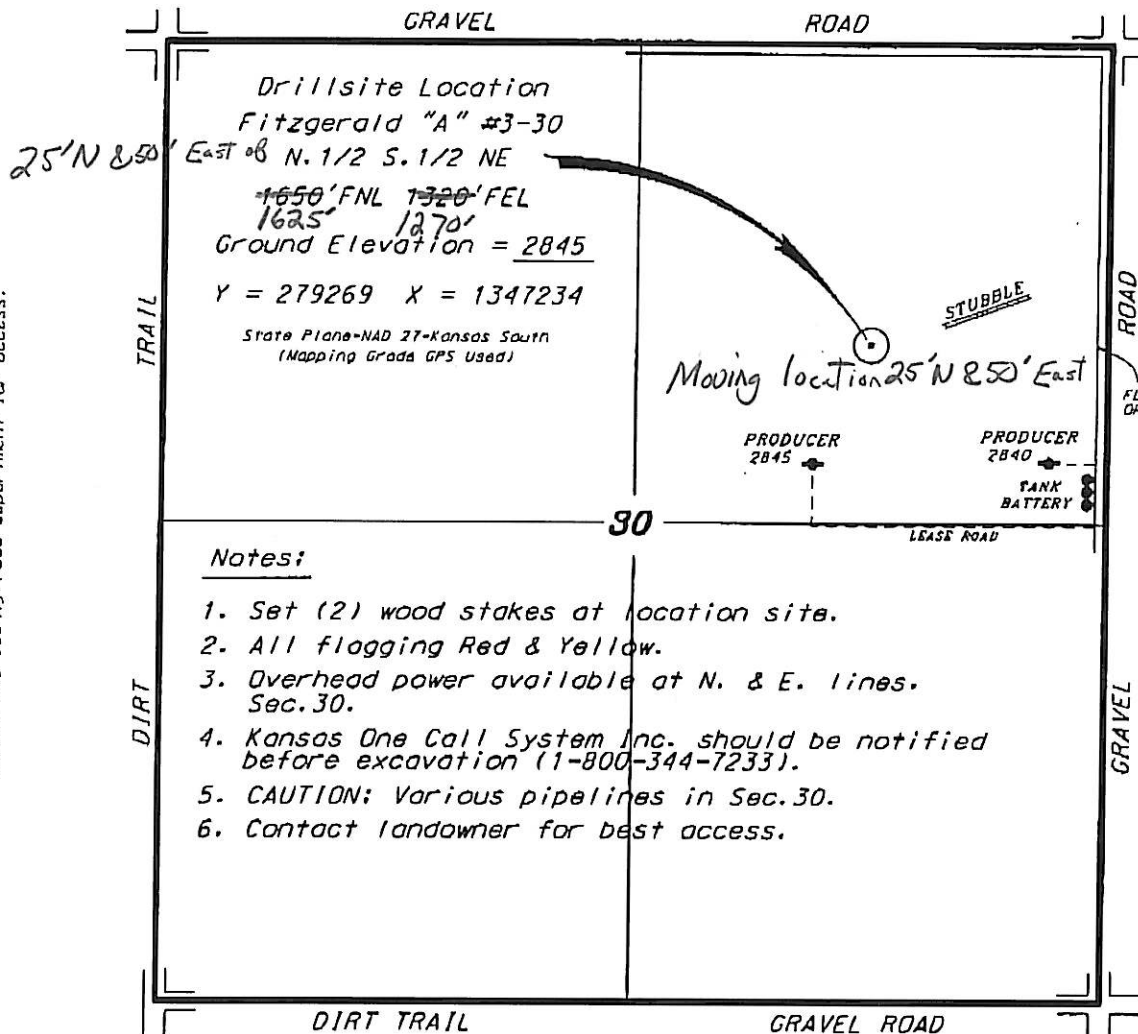 GRAVEL ROAD
Drillsite Location
Fitzgerald "A" #3-30
25'N & 50' East of N. 1/2 S. 1/2 NE
1650' FNL 1320' FEL
1625' 1270'
Ground Elevation = 2845
Y = 279269 X = 1347234
State Plane-NAD 27-Kansas South
(Mapping Grade GPS Used)
TRAIL
STUBBLE
ROAD
Moving location 25'N & 50' East
PRODUCER
2845
PRODUCER
2840
TANK
BATTERY
30
LEASE ROAD
Notes:
1. Set (2) wood stakes at location site.
2. All flagging Red & Yellow.
3. Overhead power available at N. & E. lines.
Sec.30.
4. Kansas One Call System Inc. should be notified
before excavation (1-800-344-7233).
5. CAUTION: Various pipelines in Sec.30.
6. Contact landowner for best access.
DIRT
GRAVEL
DIRT TRAIL GRAVEL ROAD